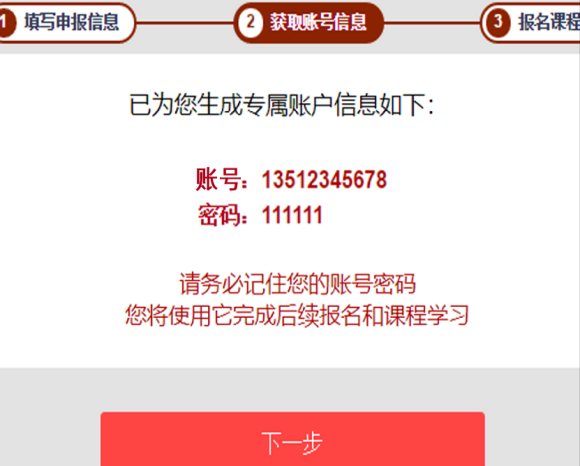 1 填写申报信息 2 获取账号信息 3 报名课程
已为您生成专属账户信息如下：
账号：13512345678
密码：111111
请务必记住您的账号密码
您将使用它完成后续报名和课程学习
下一步